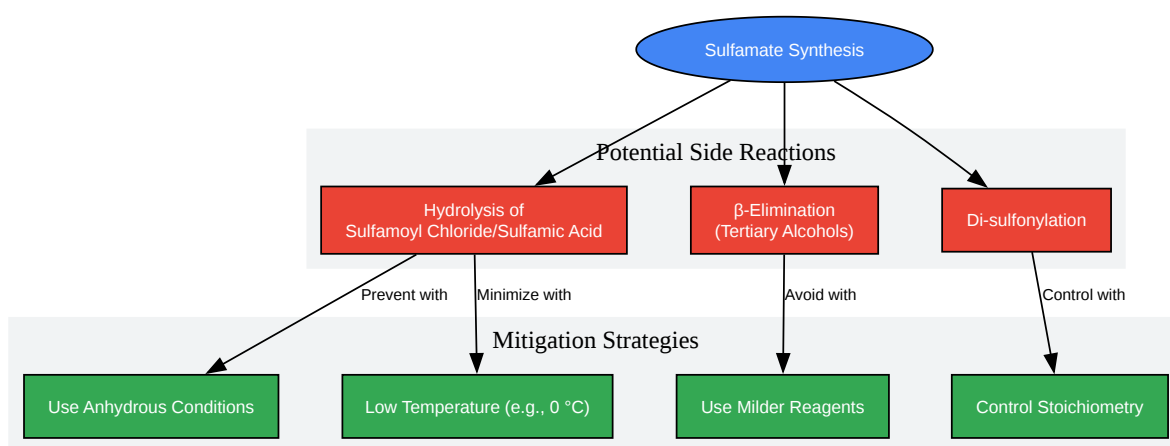 Sulfamate Synthesis
Potential Side Reactions
Hydrolysis of
Sulfamoyl Chloride/Sulfamic Acid
β-Elimination
(Tertiary Alcohols)
Di-sulfonylation
Prevent with
Minimize with
Avoid with
Control with
Mitigation Strategies
Use Anhydrous Conditions
Low Temperature (e.g., 0 °C)
Use Milder Reagents
Control Stoichiometry